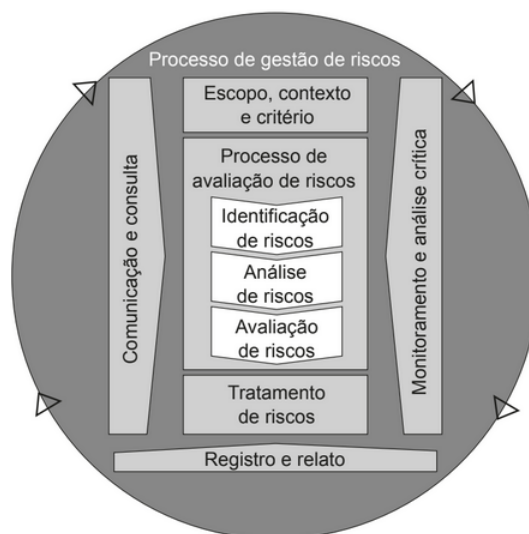 Processo de gestão de riscos
Escopo, contexto
e critério
Processo de
avaliação de riscos
Identificação
de riscos
Análise
de riscos
Avaliação
de riscos
Tratamento
de riscos
Comunicação e consulta
Monitoramento e análise crítica
Registro e relato